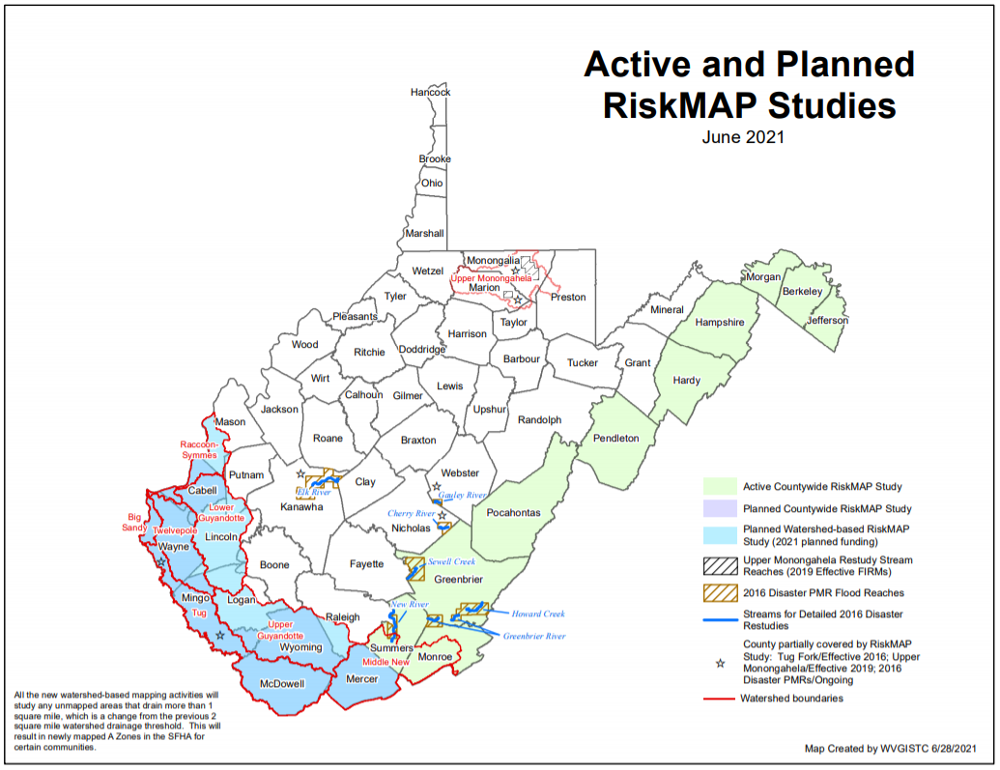 Active and Planned
RiskMAP Studies
June 2021
Hancock
Brooke
Ohio
Marshall
Wetzel
Monongalia
Upper Monongahela
Marion
Preston
Tyler
Pleasants
Taylor
Harrison
Doddridge
Ritchie
Wood
Wirt
Barbour
Tucker
Grant
Mineral
Hampshire
Morgan
Berkeley
Jefferson
Hardy
Pendleton
Randolph
Upshur
Lewis
Gilmer
Calhoun
Jackson
Roane
Braxton
Mason
Raccoon-
Symmes
Putnam
Cabell
Lower
Guyandotte
Lincoln
Big
Sandy
Twelvepole
Wayne
Kanawha
Elk River
Clay
Webster
Gauley River
Cherry River
Nicholas
Pocahontas
Boone
Fayette
Sewell Creek
Greenbrier
Mingo
Tug
Logan
Raleigh
New River
Howard Creek
Greenbrier River
Upper
Guyandotte
Wyoming
Summers
Middle New
Monroe
McDowell
Mercer
Active Countywide RiskMAP Study
Planned Countywide RiskMAP Study
Planned Watershed-based RiskMAP
Study (2021 planned funding)
Upper Monongahela Restudy Stream
Reaches (2019 Effective FIRMs)
2016 Disaster PMR Flood Reaches
Streams for Detailed 2016 Disaster
Restudies
County partially covered by RiskMAP
Study: Tug Fork/Effective 2016; Upper
Monongahela/Effective 2019; 2016
Disaster PMRs/Ongoing
Watershed boundaries
All the new watershed-based mapping activities will
study any unmapped areas that drain more than 1
square mile, which is a change from the previous 2
square mile watershed drainage threshold. This will
result in newly mapped A Zones in the SFHA for
certain communities.
Map Created by WVGISTC 6/28/2021